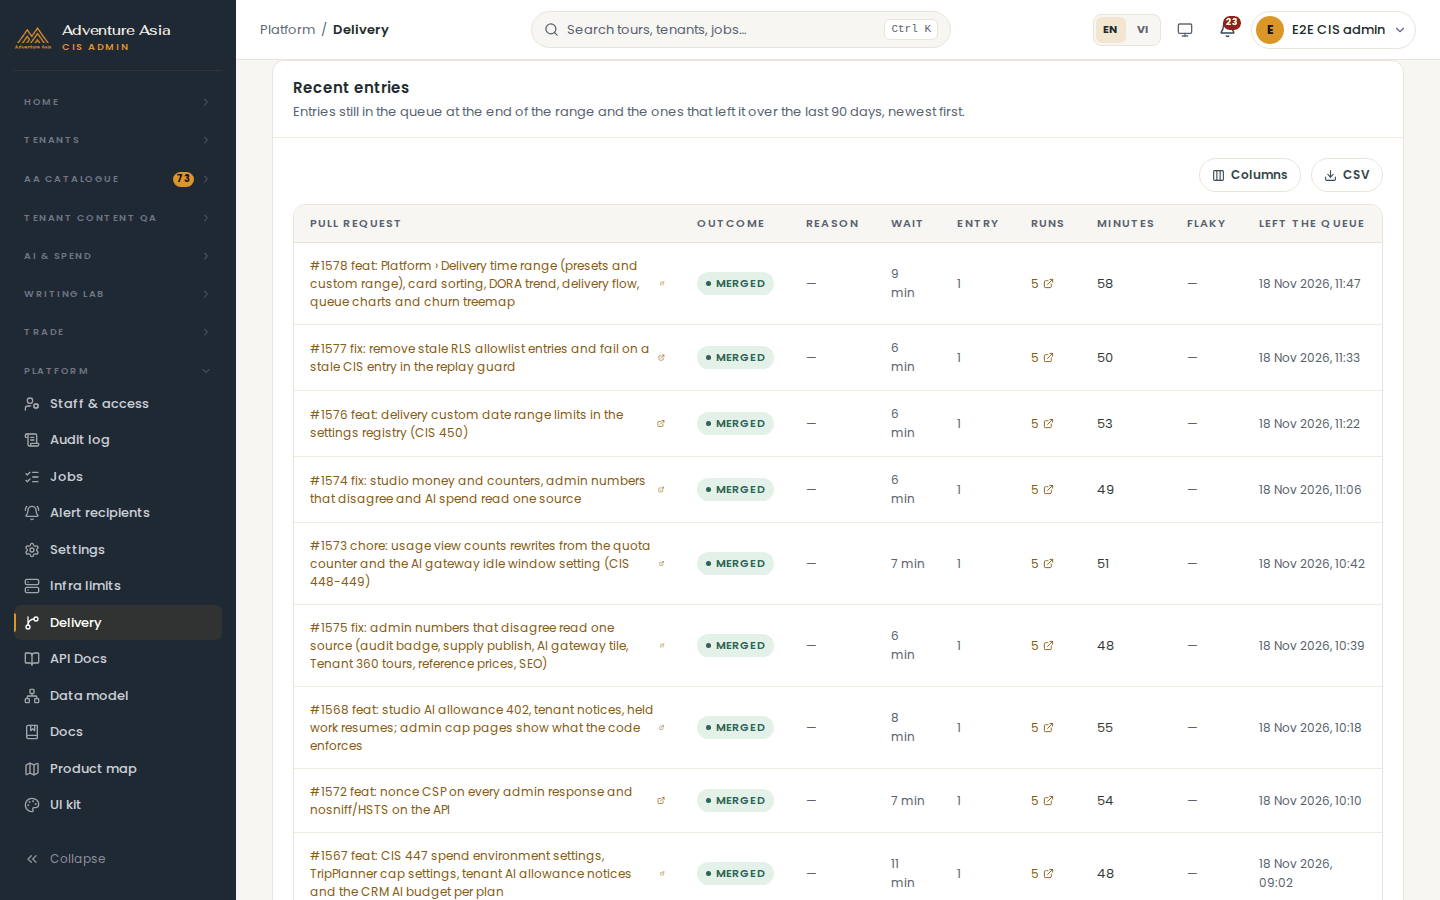 Adventure Asia
Adventure Asia
CIS ADMIN
Platform / Delivery
Search tours, tenants, jobs...
Ctrl K
EN VI
23
E E2E CIS admin
HOME
TENANTS
AA CATALOGUE 73
TENANT CONTENT QA
AI & SPEND
WRITING LAB
TRADE
PLATFORM
Staff & access
Audit log
Jobs
Alert recipients
Settings
Infra limits
Delivery
API Docs
Data model
Docs
Product map
UI kit
Collapse
Recent entries
Entries still in the queue at the end of the range and the ones that left it over the last 90 days, newest first.
Columns CSV
PULL REQUEST OUTCOME REASON WAIT ENTRY RUNS MINUTES FLAKY LEFT THE QUEUE
#1578 feat: Platform › Delivery time range (presets and
custom range), card sorting, DORA trend, delivery flow,
queue charts and churn treemap
MERGED — 9
min
1 5 58 — 18 Nov 2026, 11:47
#1577 fix: remove stale RLS allowlist entries and fail on a
stale CIS entry in the replay guard
MERGED — 6
min
1 5 50 — 18 Nov 2026, 11:33
#1576 feat: delivery custom date range limits in the
settings registry (CIS 450)
MERGED — 6
min
1 5 53 — 18 Nov 2026, 11:22
#1574 fix: studio money and counters, admin numbers
that disagree and AI spend read one source
MERGED — 6
min
1 5 49 — 18 Nov 2026, 11:06
#1573 chore: usage view counts rewrites from the quota
counter and the AI gateway idle window setting (CIS
448-449)
MERGED — 7 min 1 5 51 — 18 Nov 2026, 10:42
#1575 fix: admin numbers that disagree read one
source (audit badge, supply publish, AI gateway tile,
Tenant 360 tours, reference prices, SEO)
MERGED — 6
min
1 5 48 — 18 Nov 2026, 10:39
#1568 feat: studio AI allowance 402, tenant notices, held
work resumes; admin cap pages show what the code
enforces
MERGED — 8
min
1 5 55 — 18 Nov 2026, 10:18
#1572 feat: nonce CSP on every admin response and
nosniff/HSTS on the API
MERGED — 7 min 1 5 54 — 18 Nov 2026, 10:10
#1567 feat: CIS 447 spend environment settings,
TripPlanner cap settings, tenant AI allowance notices
and the CRM AI budget per plan
MERGED — 11
min
1 5 48 — 18 Nov 2026,
09:02